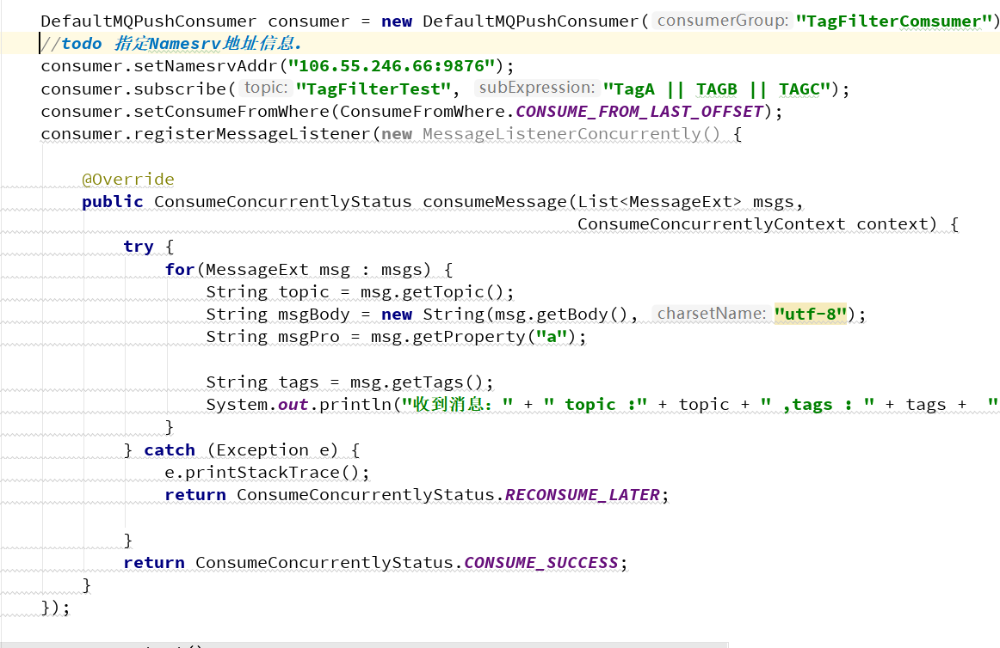 DefaultMQPushConsumer consumer = new DefaultMQPushConsumer( consumerGroup: "TagFilterComsumer")
//todo 指定Namesrv地址信息.
consumer.setNamesrvAddr("106.55.246.66:9876");
consumer.subscribe( topic: "TagFilterTest", subExpression: "TagA || TAGB || TAGC");
consumer.setConsumeFromWhere(ConsumeFromWhere.CONSUME_FROM_LAST_OFFSET);
consumer.registerMessageListener(new MessageListenerConcurrently() {
@Override
public ConsumeConcurrentlyStatus consumeMessage(List<MessageExt> msgs,
ConsumeConcurrentlyContext context) {
try {
for(MessageExt msg : msgs) {
String topic = msg.getTopic();
String msgBody = new String(msg.getBody(), charsetName: "utf-8");
String msgPro = msg.getProperty("a");
String tags = msg.getTags();
System.out.println("收到消息：" + " topic :" + topic + " ,tags : " + tags + "
}
} catch (Exception e) {
e.printStackTrace();
return ConsumeConcurrentlyStatus.RECONSUME_LATER;
}
return ConsumeConcurrentlyStatus.CONSUME_SUCCESS;
}
});